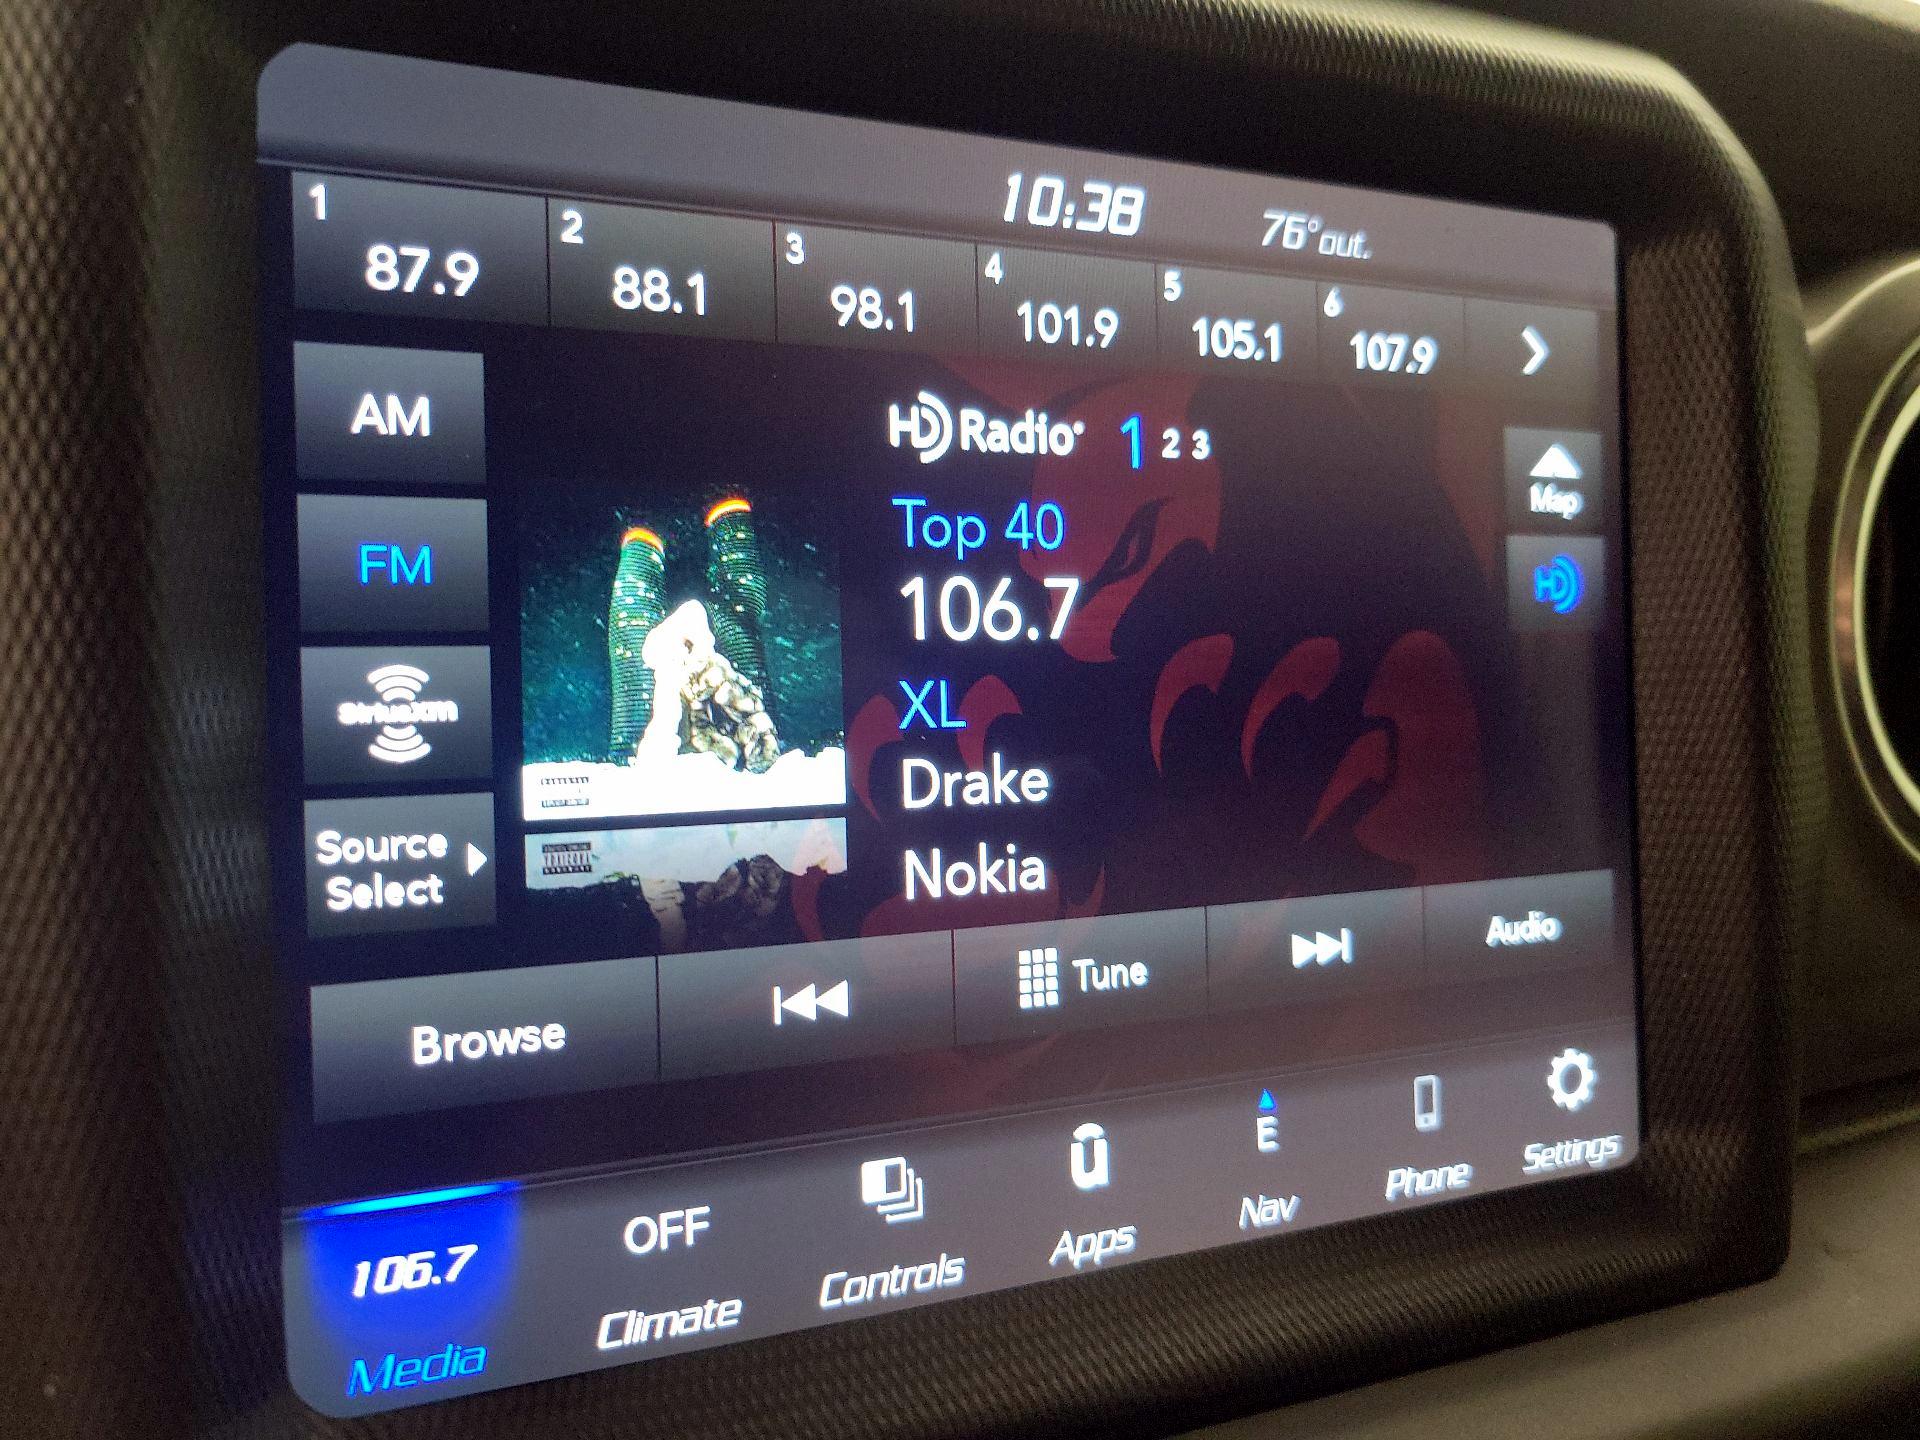 10:38
76° out.
1
87.9
2
88.1
3
98.1
4
101.9
5
105.1
6
107.9
AM
FM
SiriusXM
Source
Select
HD Radio
1 2 3
Top 40
106.7
XL
Drake
Nokia
Map
HD
Browse
Tune
Audio
106.7
Media
OFF
Climate
Controls
Apps
E
Nav
Phone
Settings